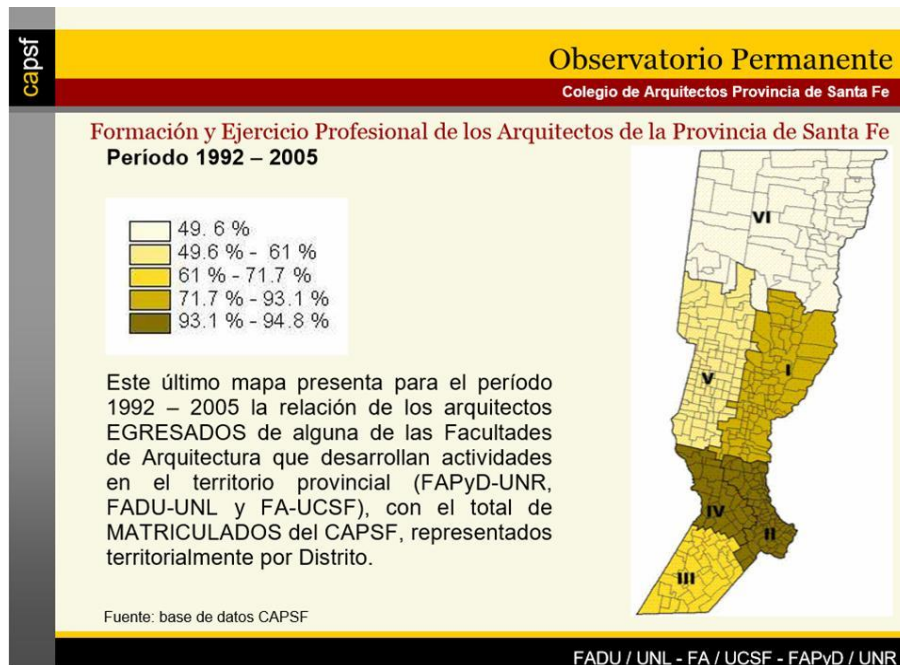 capsf
Observatorio Permanente
Colegio de Arquitectos Provincia de Santa Fe
Formación y Ejercicio Profesional de los Arquitectos de la Provincia de Santa Fe
Período 1992 – 2005
49. 6 %
49.6 % - 61 %
61 % - 71.7 %
71.7 % - 93.1 %
93.1 % - 94.8 %
Este último mapa presenta para el período
1992 – 2005 la relación de los arquitectos
EGRESADOS de alguna de las Facultades
de Arquitectura que desarrollan actividades
en el territorio provincial (FAPyD-UNR,
FADU-UNL y FA-UCSF), con el total de
MATRICULADOS del CAPSF, representados
territorialmente por Distrito.
VI
V
I
IV
II
III
Fuente: base de datos CAPSF
FADU / UNL - FA / UCSF - FAPyD / UNR